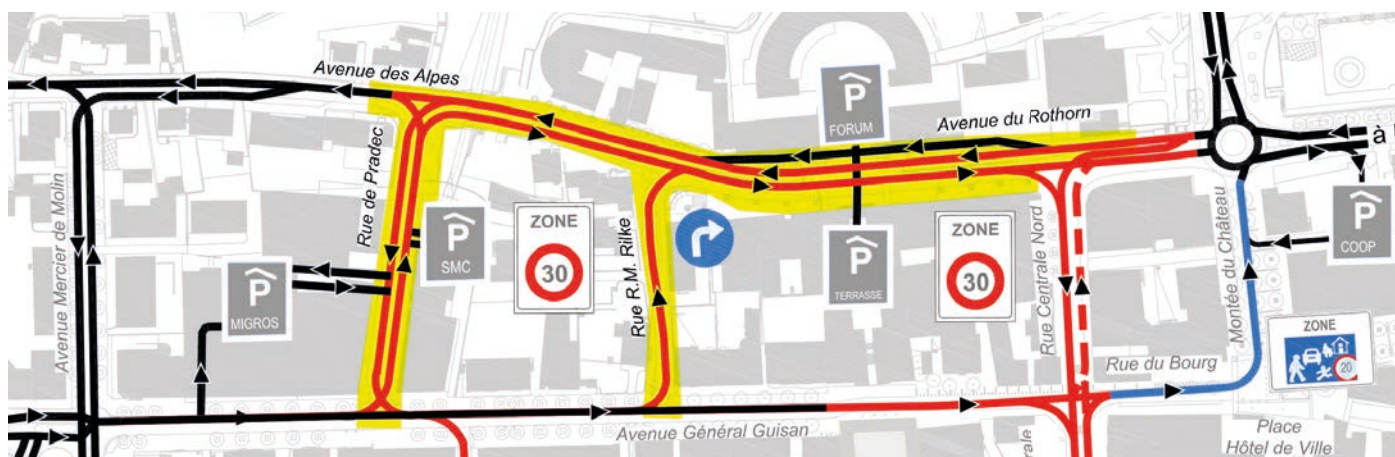 Avenue des Alpes
P
FORUM
Avenue du Rothorn
à
Avenue Mercier de Molin
Rue de Pradec
P
SMC
ZONE
30
Rue R.M. Rilke
P
TERRASSE
ZONE
30
Rue Centrale Nord
Montée du Château
P
COOP
P
MIGROS
ZONE
20
Rue du Bourg
Avenue Général Guisan
rale
Place
Hôtel de Ville